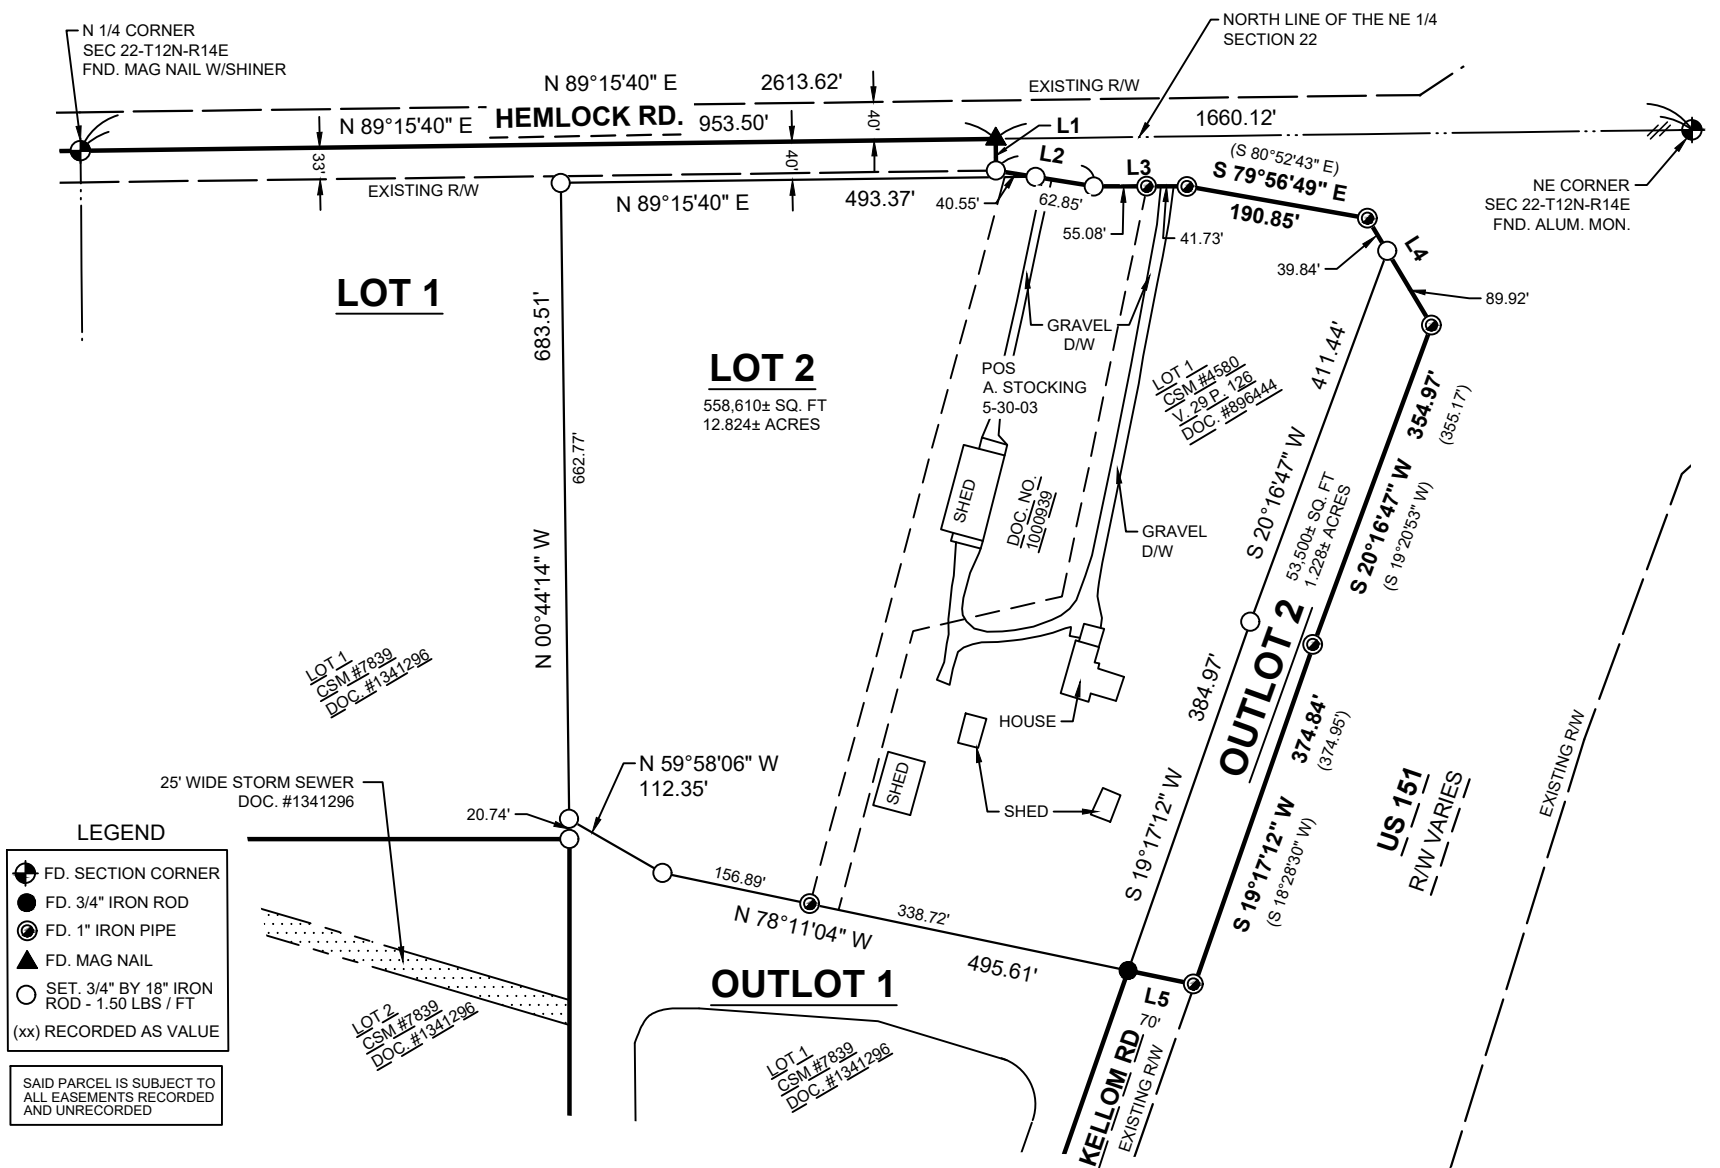 N 1/4 CORNER
SEC 22-T12N-R14E
FND. MAG NAIL W/SHINER
NORTH LINE OF THE NE 1/4
SECTION 22
N 89°15'40" E 2613.62'
EXISTING R/W
N 89°15'40" E
HEMLOCK RD.
953.50'
40'
1660.12'
L1
33'
40'
EXISTING R/W
N 89°15'40" E
493.37'
L2
L3
40.55'
62.85'
55.08'
41.73'
(S 80°52'43" E)
S 79°56'49" E
190.85'
NE CORNER
SEC 22-T12N-R14E
FND. ALUM. MON.
L4
39.84'
89.92'
LOT 1
683.51'
662.77'
N 00°44'14" W
LOT 2
558,610± SQ. FT
12.824± ACRES
GRAVEL
D/W
POS
A. STOCKING
5-30-03
LOT 1
CSM #4580
V. 29 P. 126
DOC. #896444
411.44'
S 20°16'47" W
354.97'
(355.17')
S 20°16'47" W
(S 19°20'53" W)
SHED
DOC. NO.
1000939
GRAVEL
D/W
53,500± SQ. FT
1.228± ACRES
OUTLOT 2
384.97'
S 19°17'12" W
374.84'
(374.95')
S 19°17'12" W
(S 18°28'30" W)
LOT 1
CSM #7839
DOC. #1341296
HOUSE
SHED
SHED
US 151
R/W VARIES
EXISTING R/W
25' WIDE STORM SEWER
DOC. #1341296
N 59°58'06" W
112.35'
20.74'
156.89'
338.72'
N 78°11'04" W
495.61'
OUTLOT 1
L5
70'
KELLOM RD
EXISTING R/W
LOT 2
CSM #7839
DOC. #1341296
LOT 1
CSM #7839
DOC. #1341296
LEGEND
FD. SECTION CORNER
FD. 3/4" IRON ROD
FD. 1" IRON PIPE
FD. MAG NAIL
SET. 3/4" BY 18" IRON
ROD - 1.50 LBS / FT
(xx) RECORDED AS VALUE
SAID PARCEL IS SUBJECT TO
ALL EASEMENTS RECORDED
AND UNRECORDED